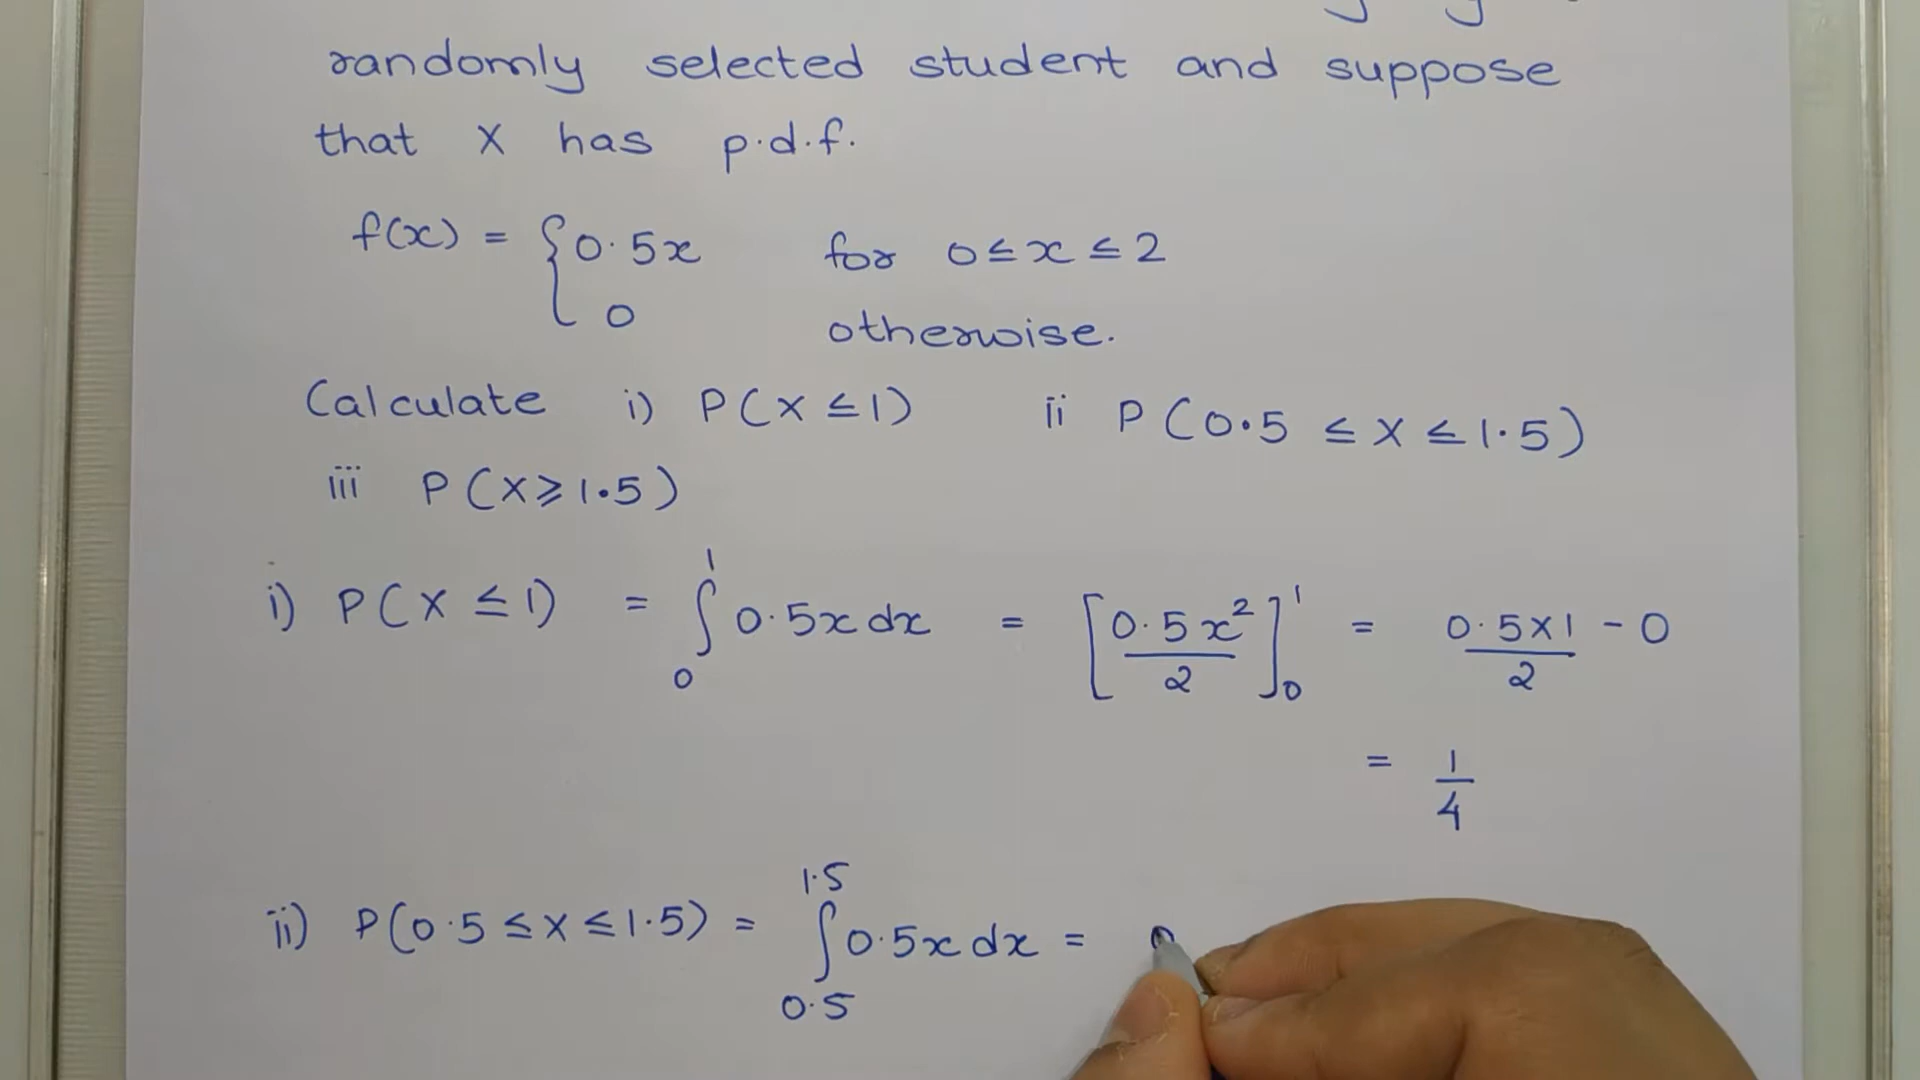 randomly selected student and suppose
that X has p.d.f.
f(x) = { 0.5x for 0 ≤ x ≤ 2
0 otherwise.
Calculate i) P(X ≤ 1) ii P(0.5 ≤ X ≤ 1.5)
iii P(X ⩾ 1.5)
i) P(X ≤ 1) = ∫₀¹ 0.5x dx = [0.5x²/2]₀¹ = 0.5×1/2 - 0
= 1/4
ii) P(0.5 ≤ X ≤ 1.5) = ∫_{0.5}^{1.5} 0.5x dx =